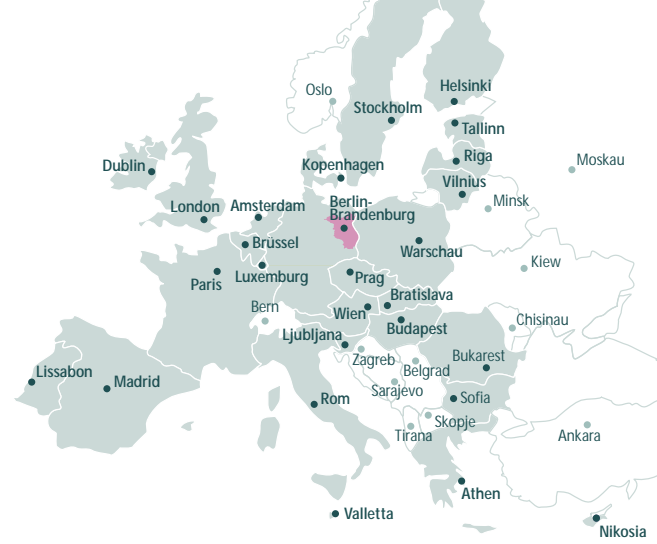 Oslo
Helsinki
Stockholm
Tallinn
Riga
Moskau
Dublin
Kopenhagen
Vilnius
Minsk
London
Amsterdam
Berlin-
Brandenburg
Brüssel
Warschau
Kiew
Paris
Luxemburg
Prag
Bratislava
Bern
Wien
Budapest
Chisinau
Ljubljana
Zagreb
Belgrad
Bukarest
Lissabon
Madrid
Sarajevo
Rom
Sofia
Skopje
Tirana
Ankara
Athen
Valletta
Nikosia